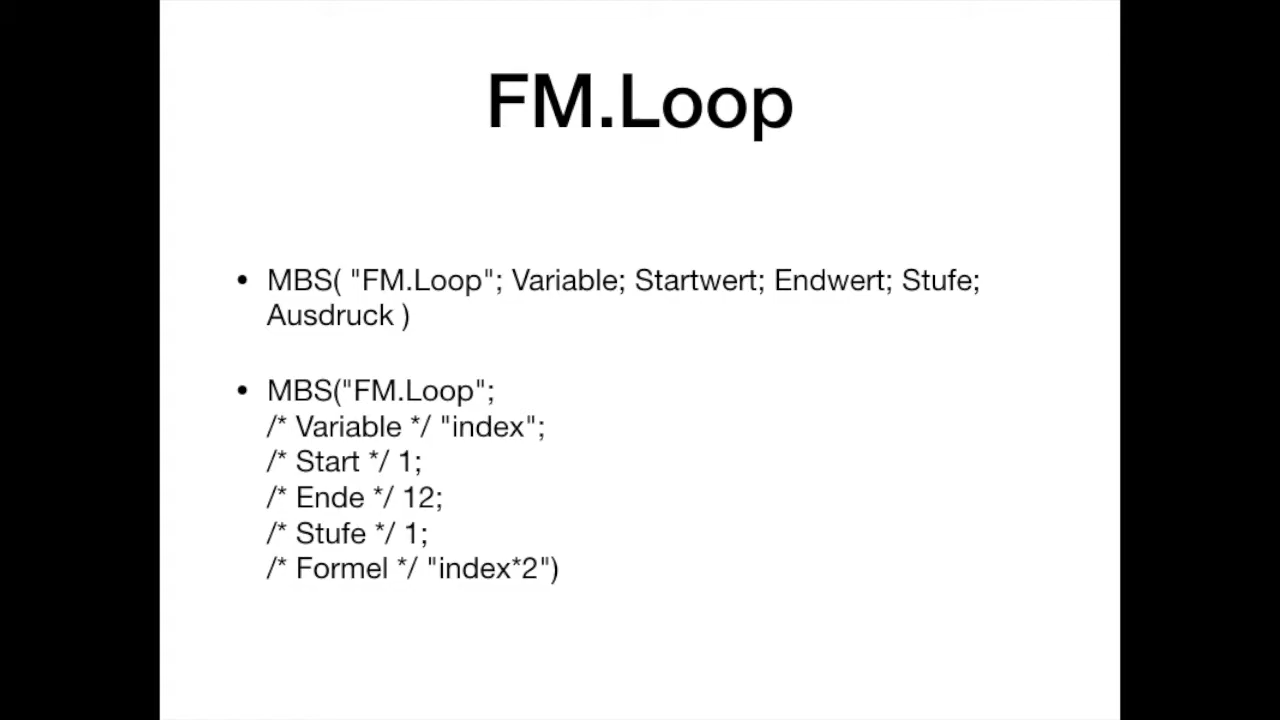 FM.Loop
• MBS( "FM.Loop"; Variable; Startwert; Endwert; Stufe;
Ausdruck )
• MBS("FM.Loop";
/* Variable */ "index";
/* Start */ 1;
/* Ende */ 12;
/* Stufe */ 1;
/* Formel */ "index*2")